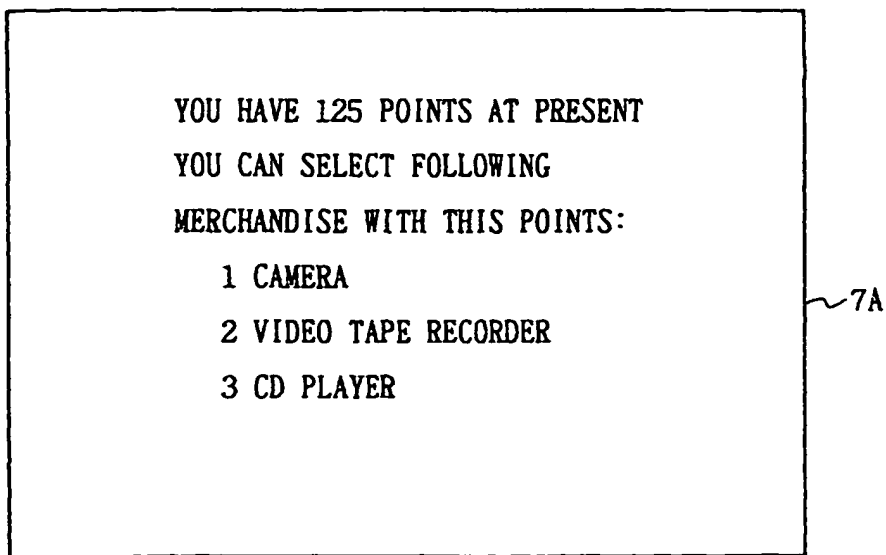 YOU HAVE 125 POINTS AT PRESENT
YOU CAN SELECT FOLLOWING
MERCHANDISE WITH THIS POINTS:
1 CAMERA
2 VIDEO TAPE RECORDER
3 CD PLAYER
7A